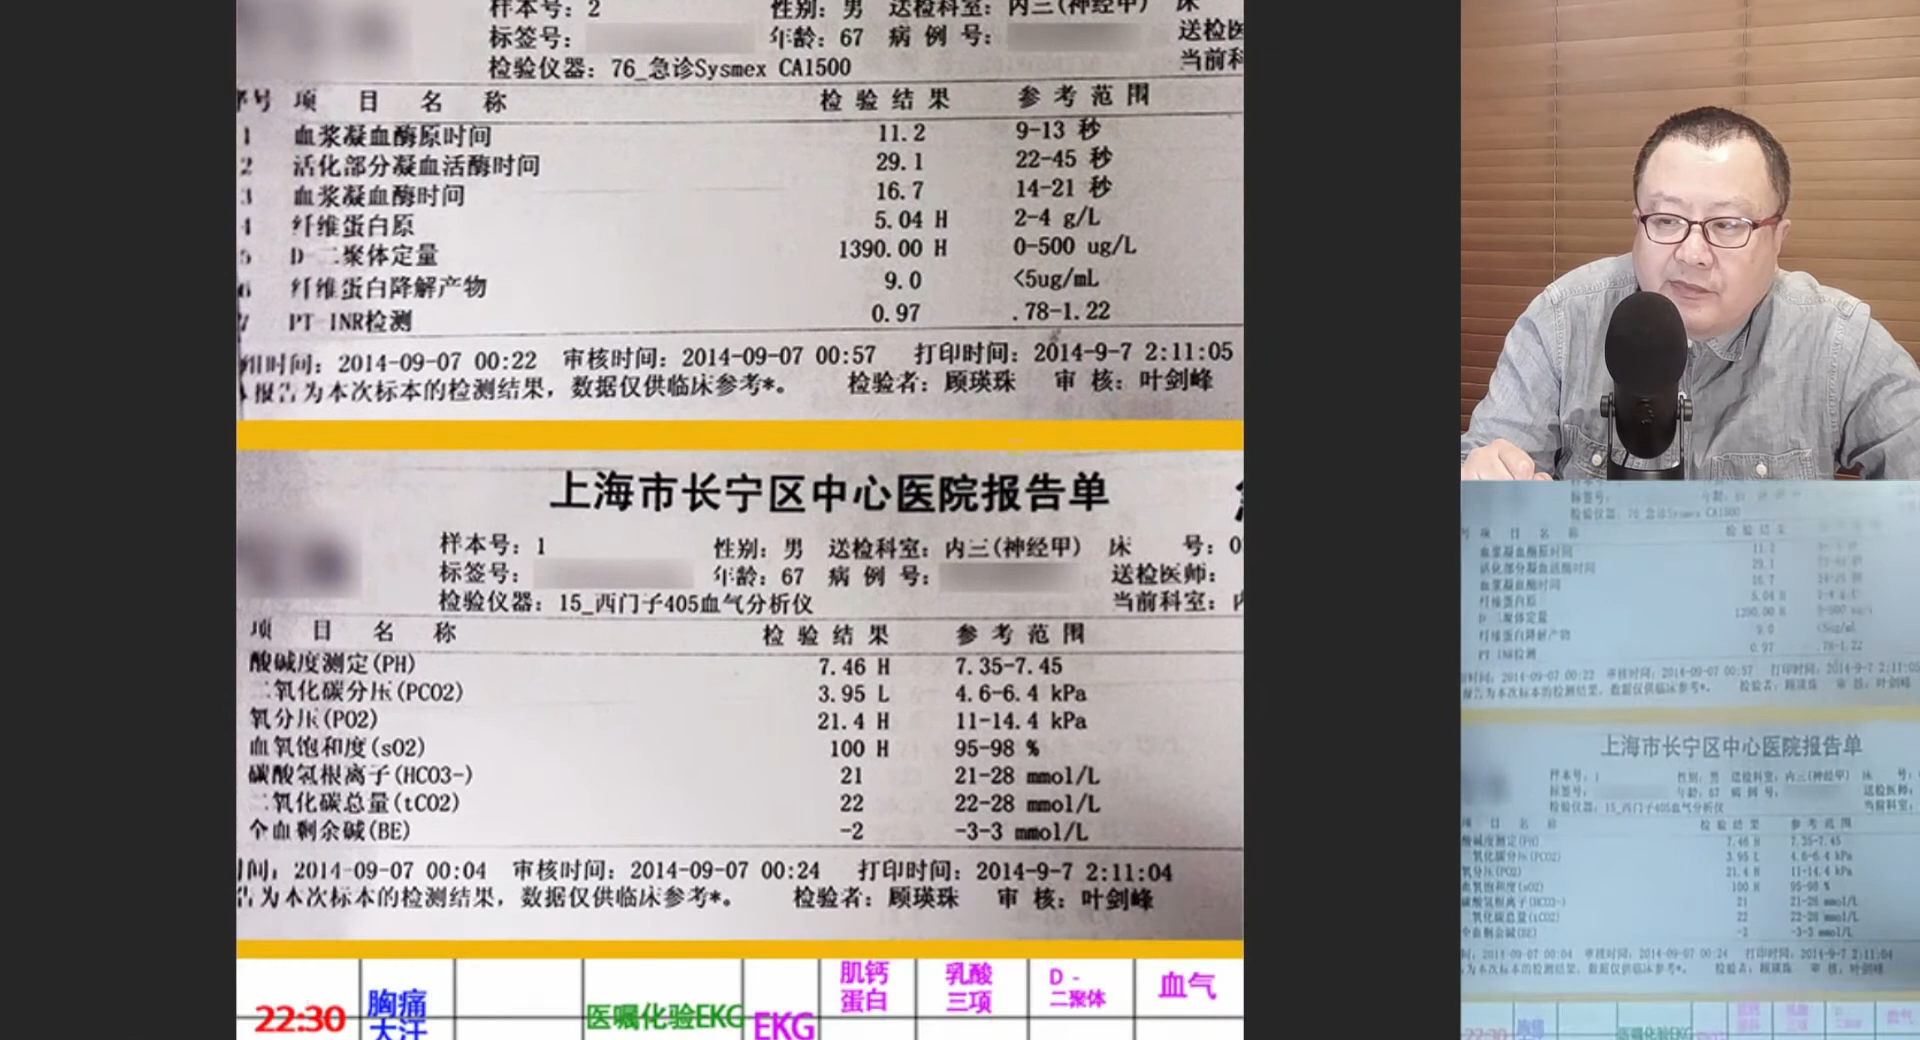 样本号: 2 性别: 男 送检科室: 内三(神经甲) 床
标签号: 年龄: 67 病 例 号: 送检医
检验仪器: 76_急诊Sysmex CA1500 当前科
序号 项 目 名 称 检 验 结 果 参 考 范 围
1 血浆凝血酶原时间 11.2 9-13 秒
2 活化部分凝血活酶时间 29.1 22-45 秒
3 血浆凝血酶时间 16.7 14-21 秒
4 纤维蛋白原 5.04 H 2-4 g/L
5 D-二聚体定量 1390.00 H 0-500 ug/L
6 纤维蛋白降解产物 9.0 <5ug/mL
7 PT-INR检测 0.97 .78-1.22
时间: 2014-09-07 00:22 审核时间: 2014-09-07 00:57 打印时间: 2014-9-7 2:11:05
报告为本次标本的检测结果, 数据仅供临床参考*。 检验者: 顾瑛珠 审 核: 叶剑峰
上海市长宁区中心医院报告单
样本号: 1 性别: 男 送检科室: 内三(神经甲) 床 号: 0
标签号: 年龄: 67 病 例 号: 送检医师:
检验仪器: 15_西门子405血气分析仪 当前科室: 内
项 目 名 称 检 验 结 果 参 考 范 围
酸碱度测定(PH) 7.46 H 7.35-7.45
二氧化碳分压(PCO2) 3.95 L 4.6-6.4 kPa
氧分压(PO2) 21.4 H 11-14.4 kPa
血氧饱和度(sO2) 100 H 95-98 %
碳酸氢根离子(HCO3-) 21 21-28 mmol/L
二氧化碳总量(tCO2) 22 22-28 mmol/L
全血剩余碱(BE) -2 -3-3 mmol/L
时间: 2014-09-07 00:04 审核时间: 2014-09-07 00:24 打印时间: 2014-9-7 2:11:04
告为本次标本的检测结果, 数据仅供临床参考*。 检验者: 顾瑛珠 审 核: 叶剑峰
22:30 胸痛大汗 医嘱化验EKG EKG 肌钙蛋白 乳酸三项 D-二聚体 血气